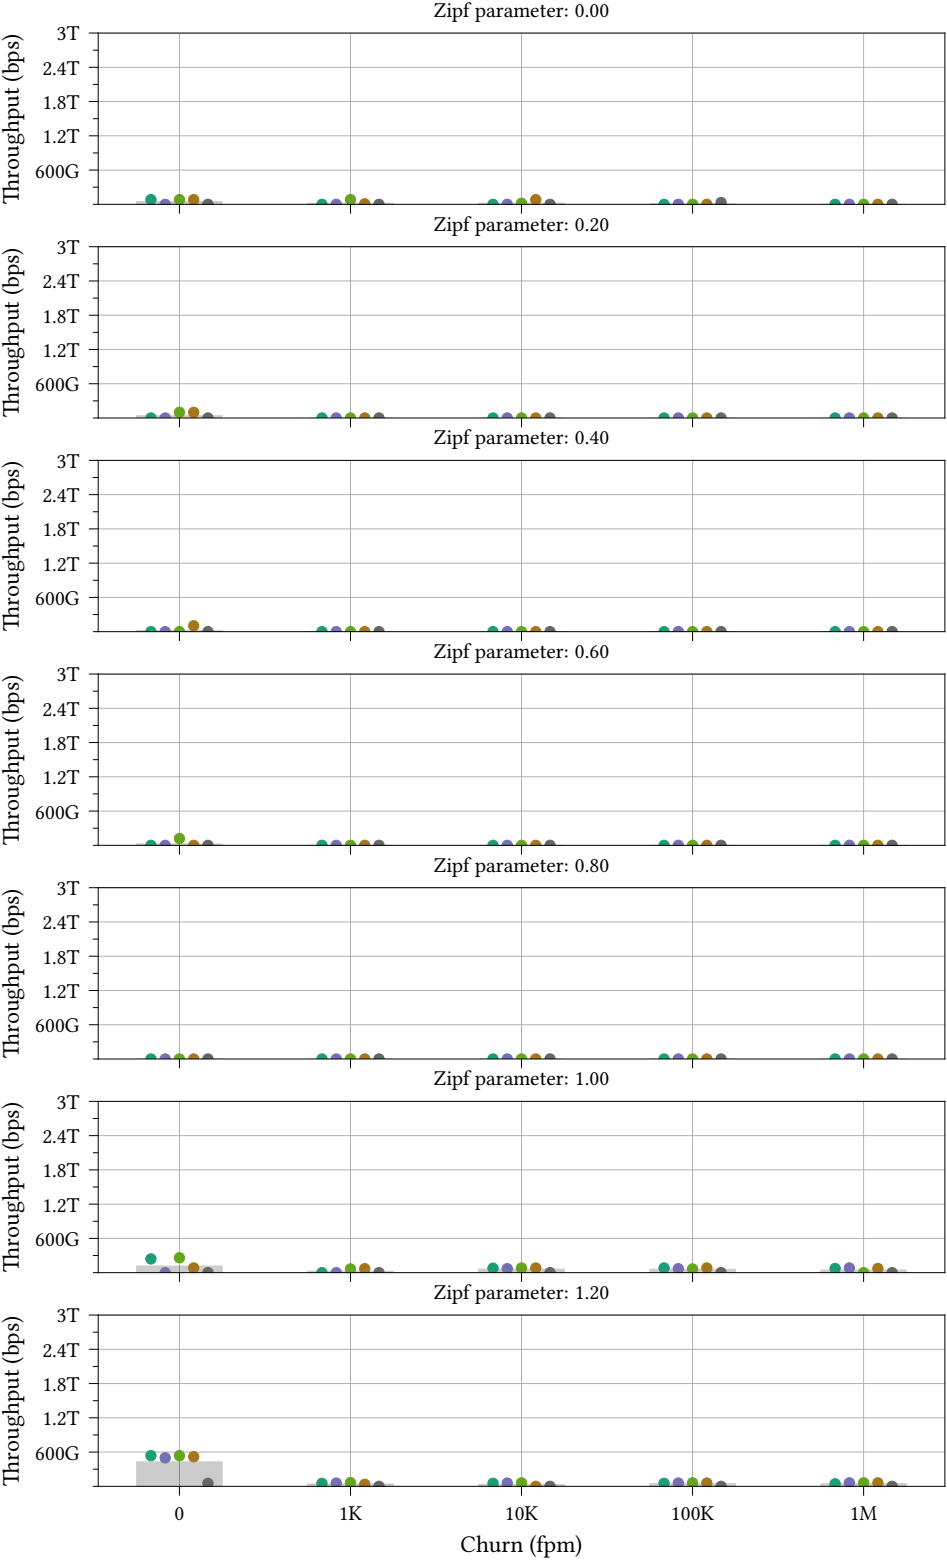 Zipf parameter: 0.00
3T
2.4T
1.8T
1.2T
600G
Throughput (bps)
Zipf parameter: 0.20
3T
2.4T
1.8T
1.2T
600G
Throughput (bps)
Zipf parameter: 0.40
3T
2.4T
1.8T
1.2T
600G
Throughput (bps)
Zipf parameter: 0.60
3T
2.4T
1.8T
1.2T
600G
Throughput (bps)
Zipf parameter: 0.80
3T
2.4T
1.8T
1.2T
600G
Throughput (bps)
Zipf parameter: 1.00
3T
2.4T
1.8T
1.2T
600G
Throughput (bps)
Zipf parameter: 1.20
3T
2.4T
1.8T
1.2T
600G
Throughput (bps)
0 1K 10K 100K 1M
Churn (fpm)